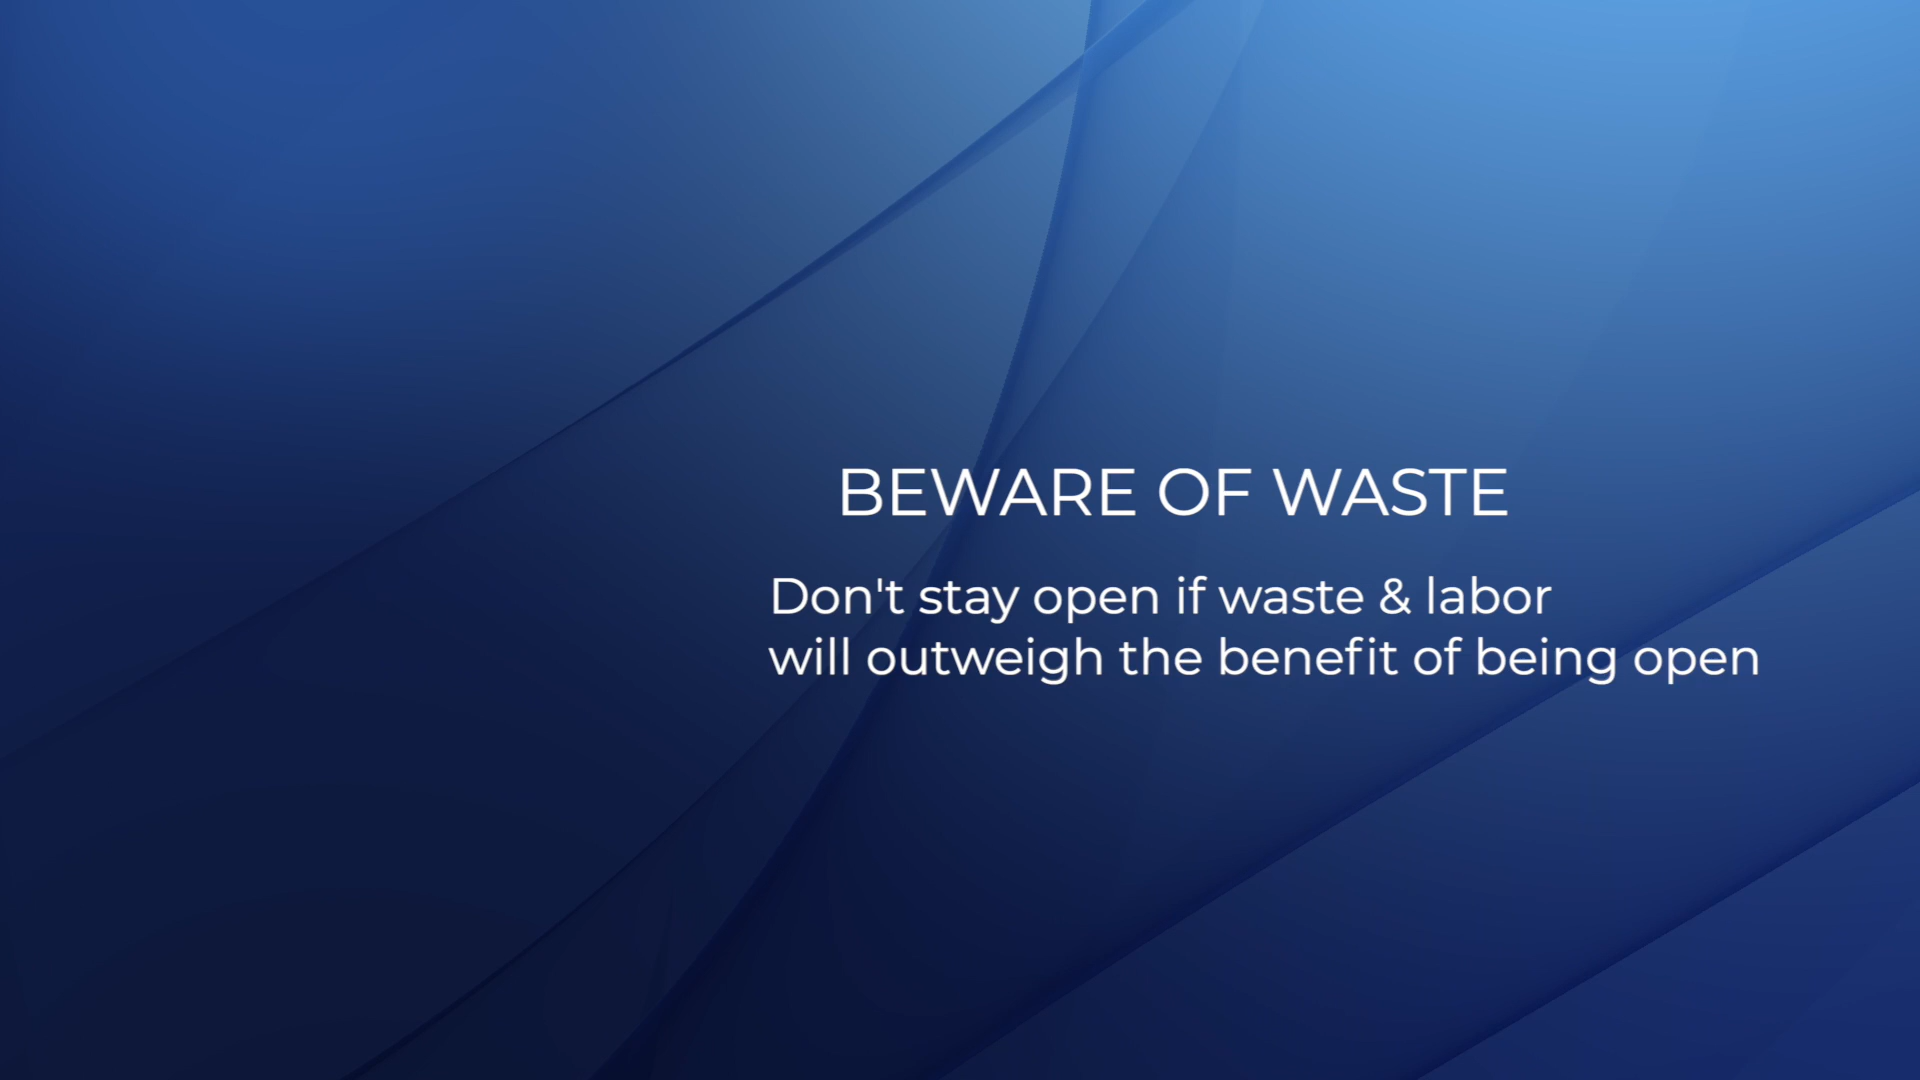 BEWARE OF WASTE
Don't stay open if waste & labor
will outweigh the benefit of being open